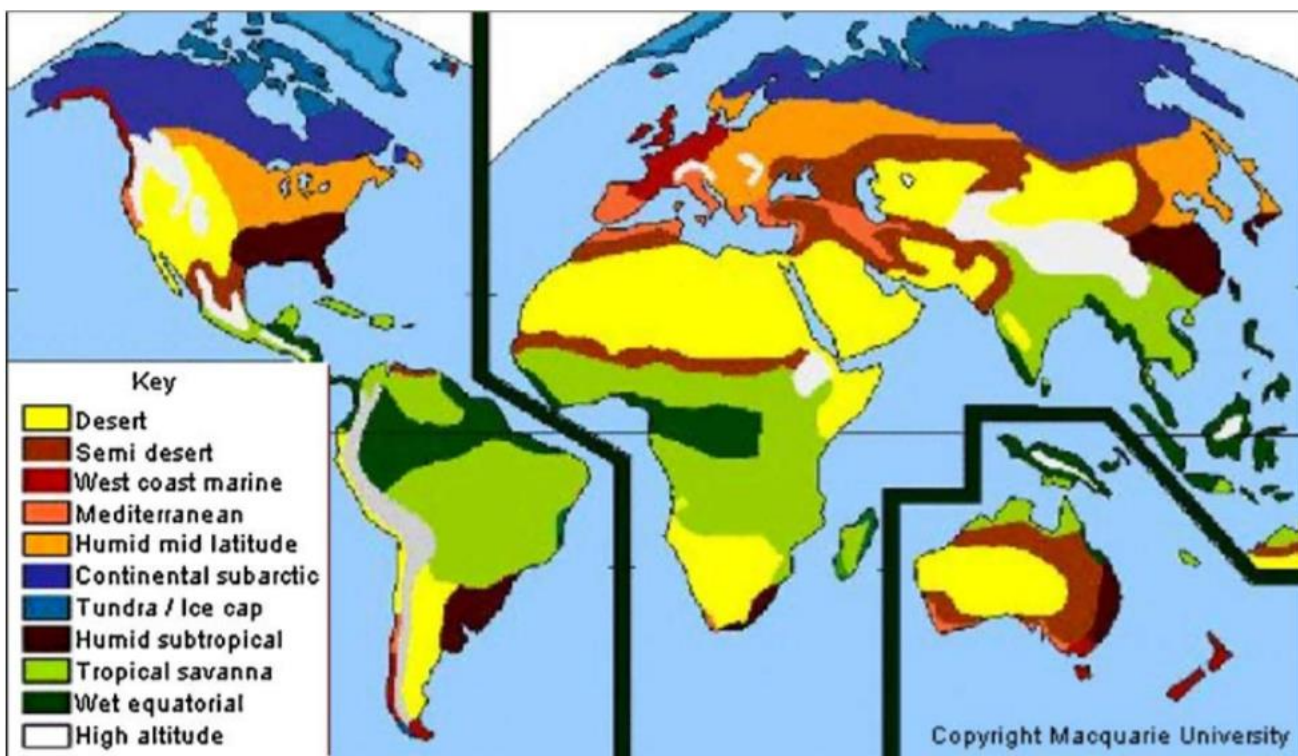 Key
Desert
Semi desert
West coast marine
Mediterranean
Humid mid latitude
Continental subarctic
Tundra / Ice cap
Humid subtropical
Tropical savanna
Wet equatorial
High altitude
Copyright Macquarie University